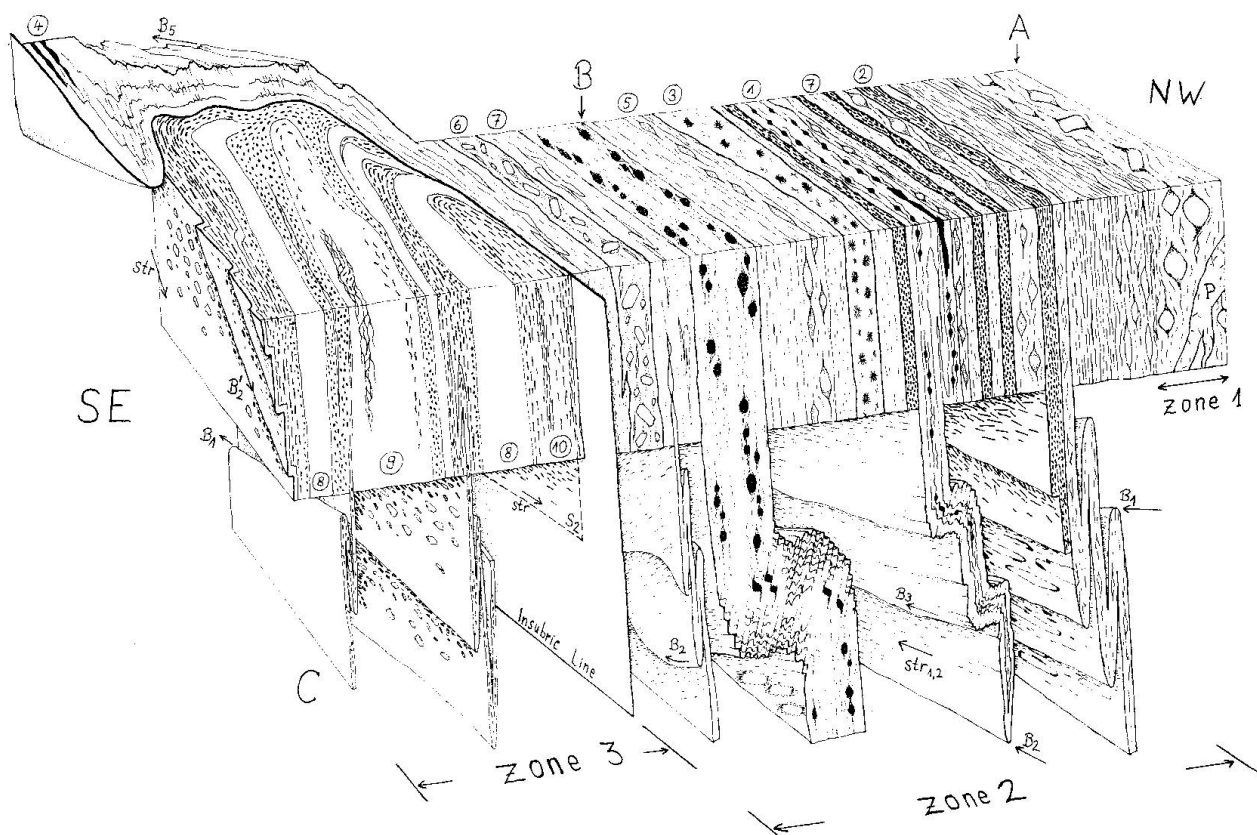 ④
B5
A
B
NW
⑥
⑦
⑤
③
①
⑦
②
str
P
B2
zone 1
SE
B1
⑧
⑨
⑧
⑩
str
S2
B1
Insubric Line
B3
B2
str1,2
C
B2
zone 3
zone 2